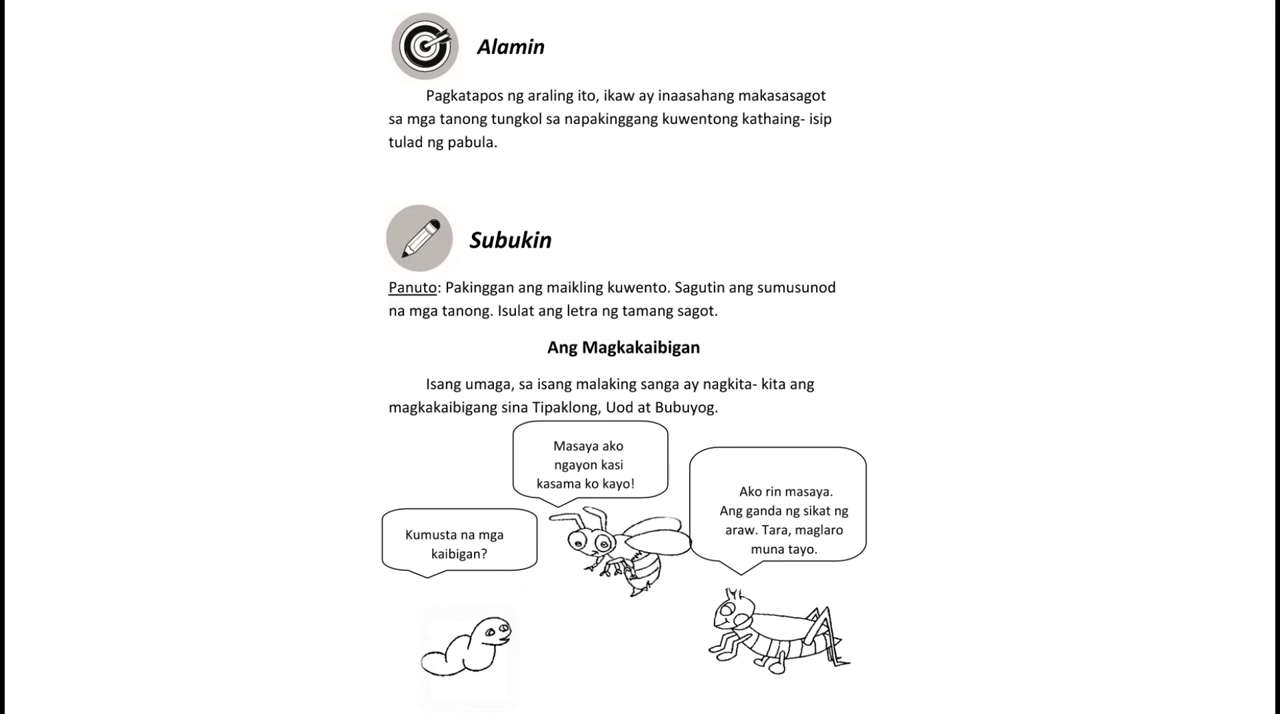 Alamin
Pagkatapos ng araling ito, ikaw ay inaasahang makasasagot
sa mga tanong tungkol sa napakinggang kuwentong kathaing- isip
tulad ng pabula.
Subukin
Panuto: Pakinggan ang maikling kuwento. Sagutin ang sumusunod
na mga tanong. Isulat ang letra ng tamang sagot.
Ang Magkakaibigan
Isang umaga, sa isang malaking sanga ay nagkita- kita ang
magkakaibigang sina Tipaklong, Uod at Bubuyog.
Kumusta na mga
kaibigan?
Masaya ako
ngayon kasi
kasama ko kayo!
Ako rin masaya.
Ang ganda ng sikat ng
araw. Tara, maglaro
muna tayo.